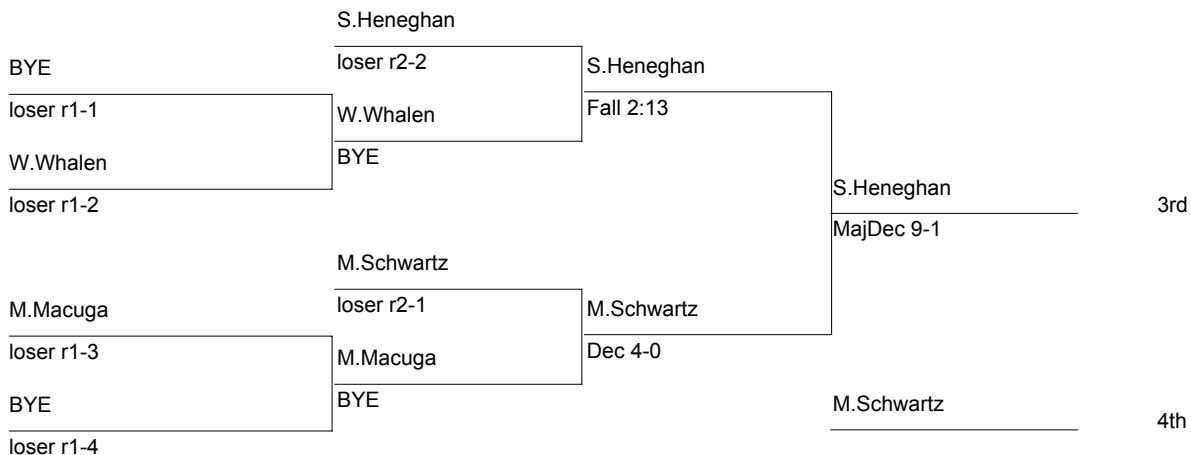 S.Heneghan
BYE
loser r2-2
S.Heneghan
loser r1-1
W.Whalen
Fall 2:13
W.Whalen
BYE
S.Heneghan
loser r1-2
3rd
MajDec 9-1
M.Schwartz
M.Macuga
loser r2-1
M.Schwartz
loser r1-3
M.Macuga
Dec 4-0
BYE
BYE
M.Schwartz
4th
loser r1-4